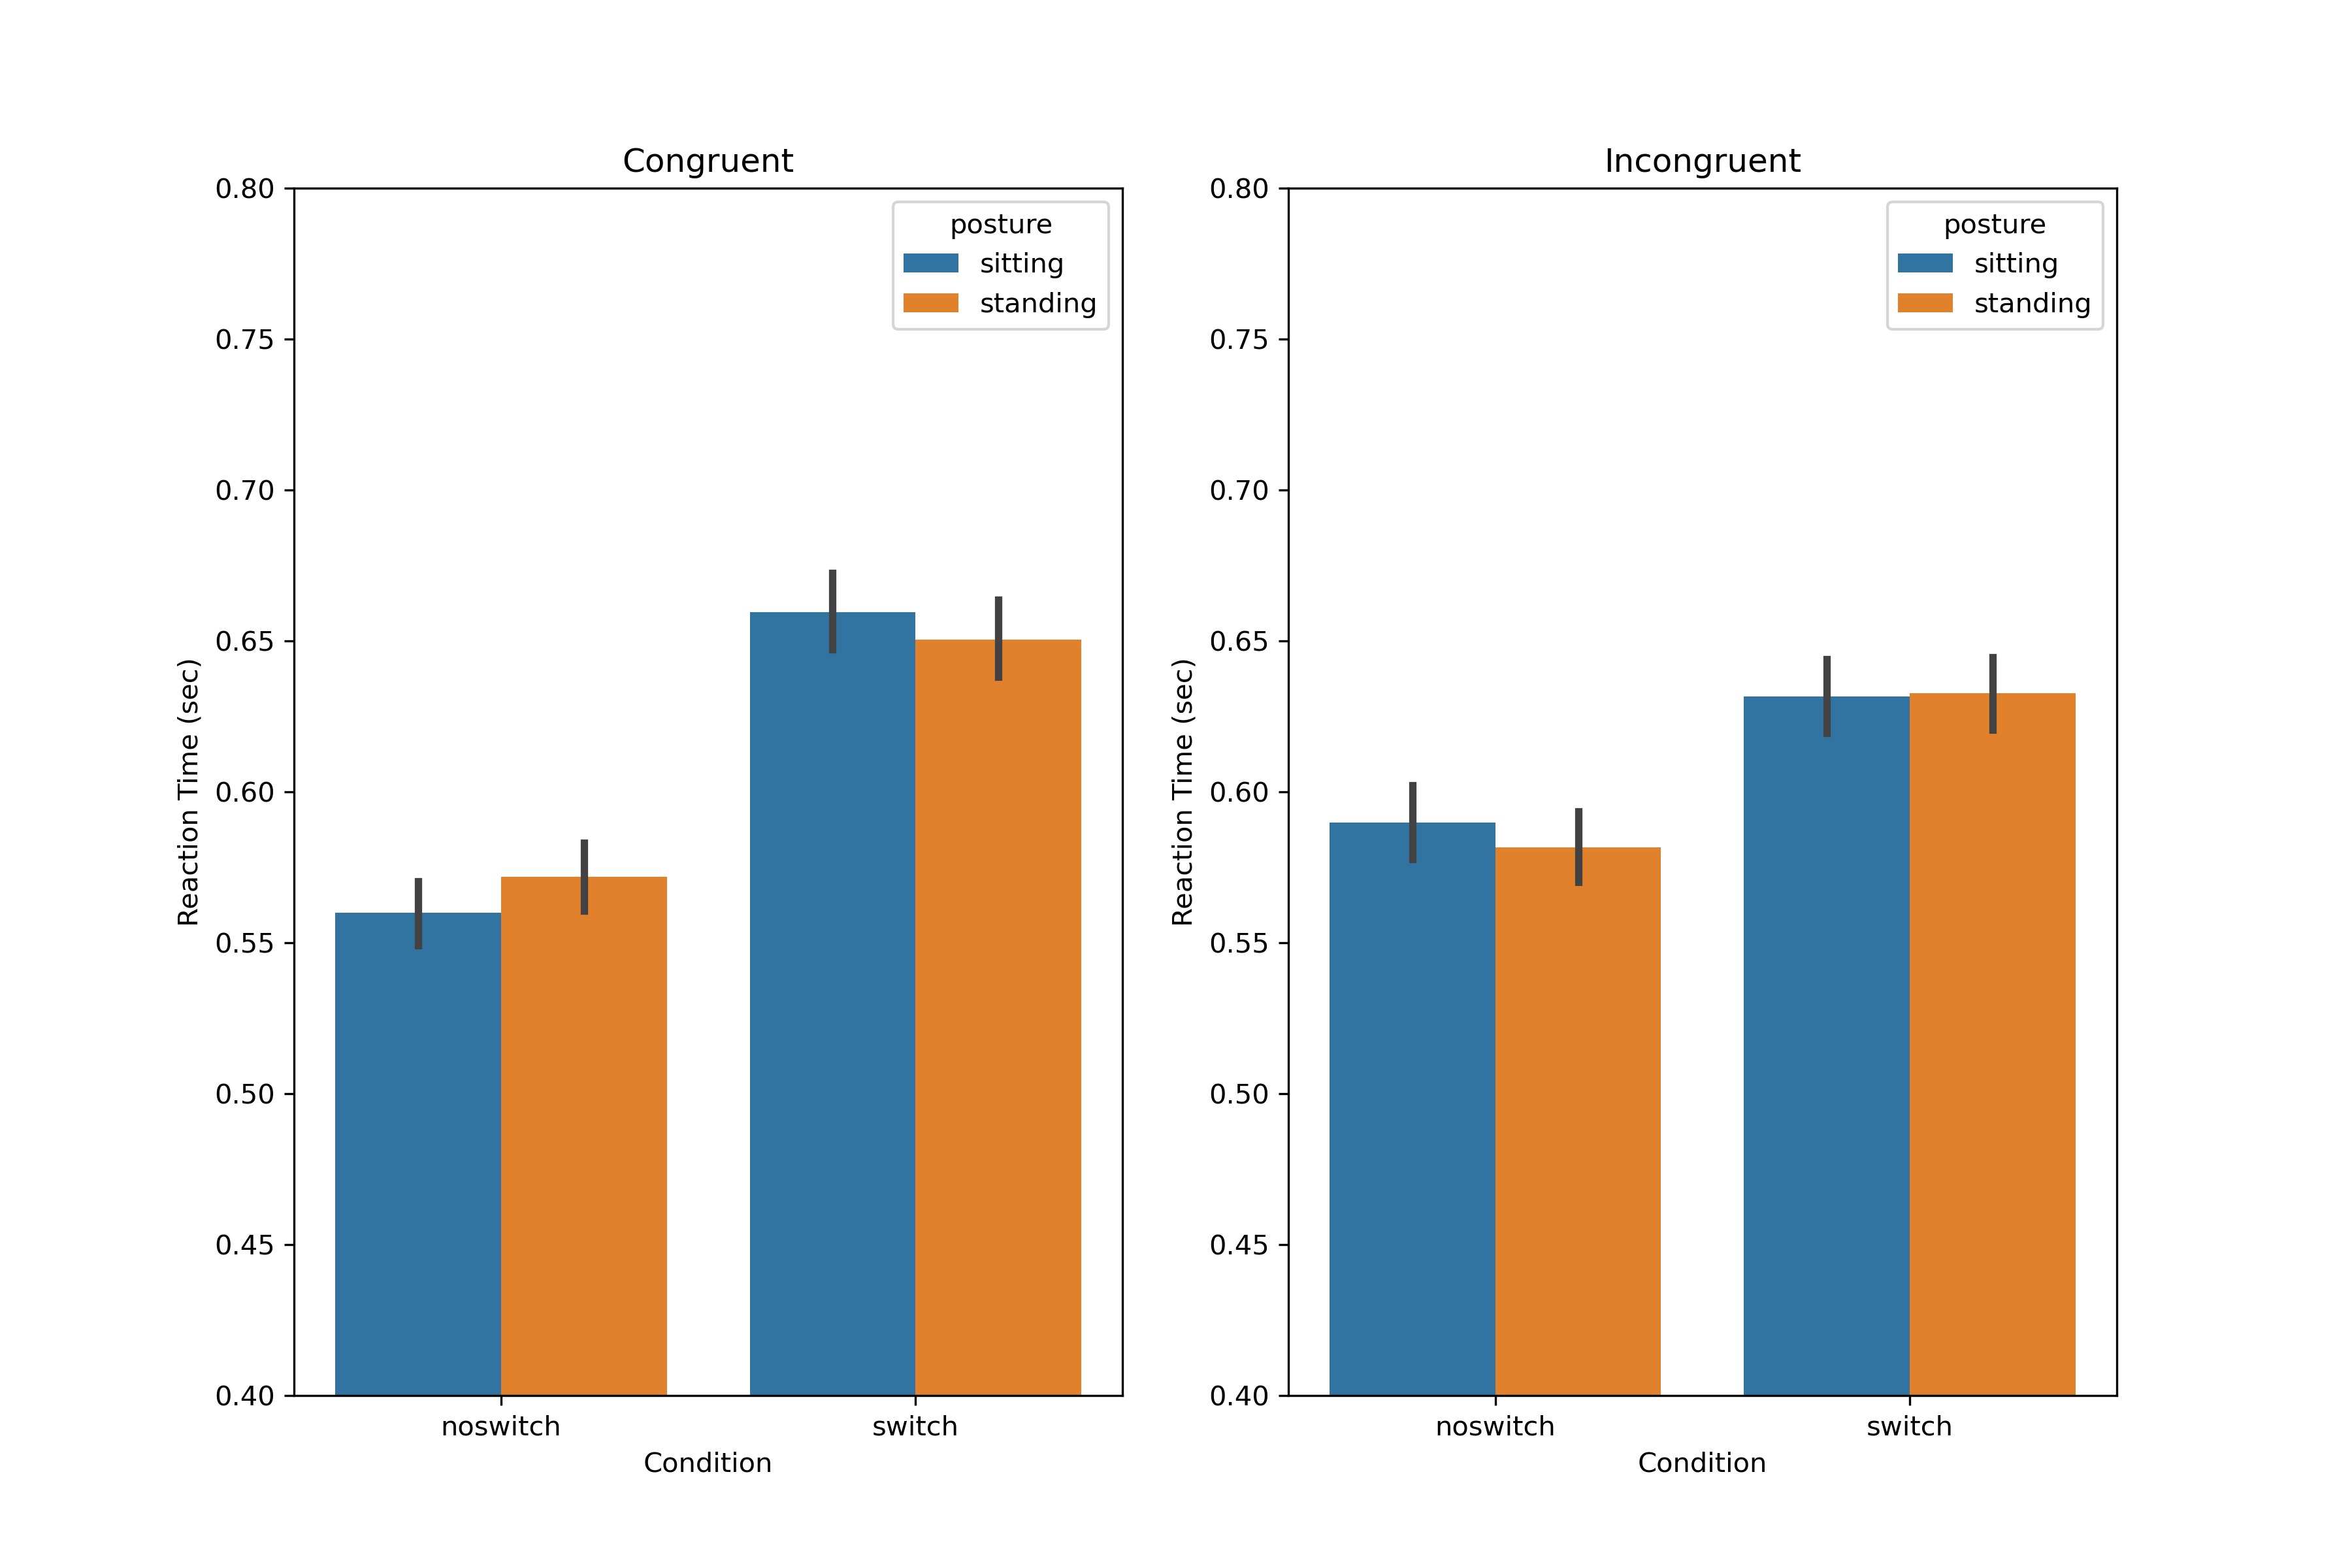 Congruent
0.80
0.75
0.70
0.65
0.60
0.55
0.50
0.45
0.40
Reaction Time (sec)
posture
sitting
standing
noswitch
switch
Condition
Incongruent
0.80
0.75
0.70
0.65
0.60
0.55
0.50
0.45
0.40
Reaction Time (sec)
posture
sitting
standing
noswitch
switch
Condition